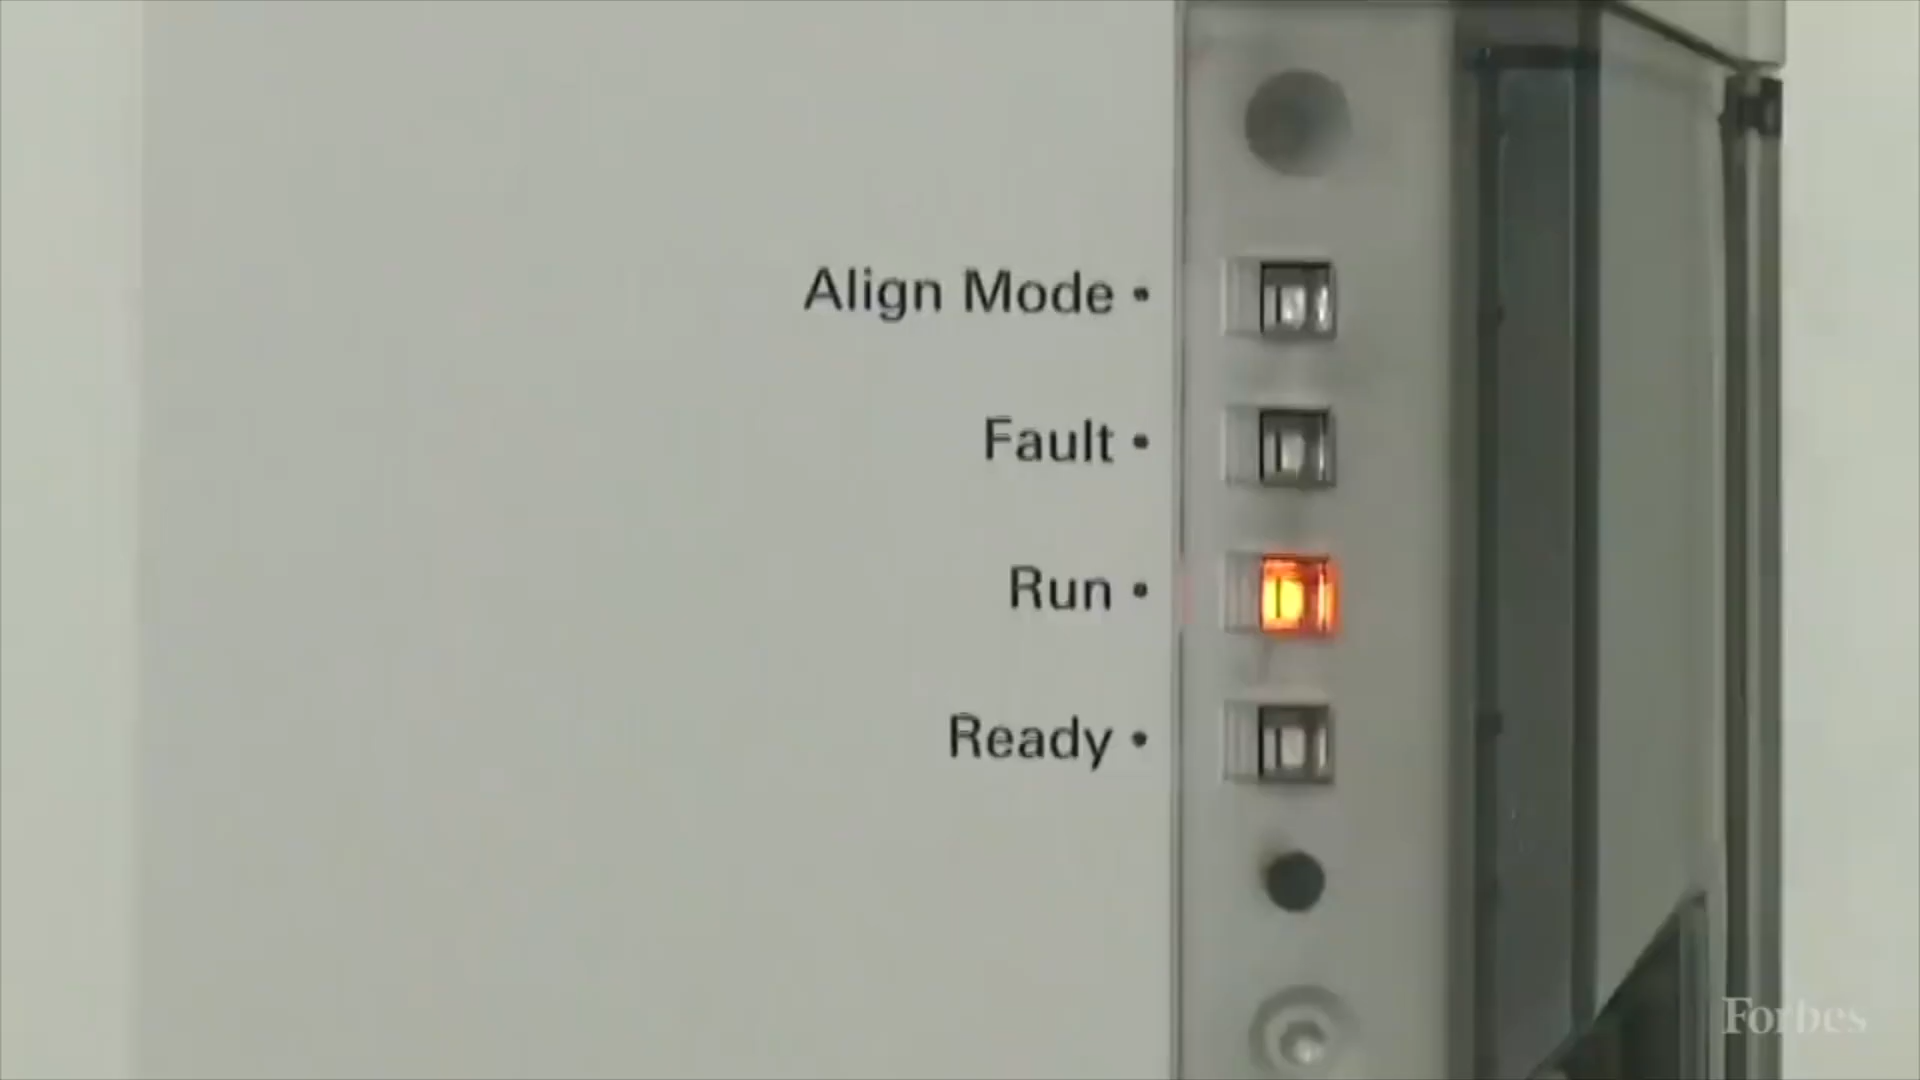 Align Mode •
Fault •
Run •
Ready •
Forbes